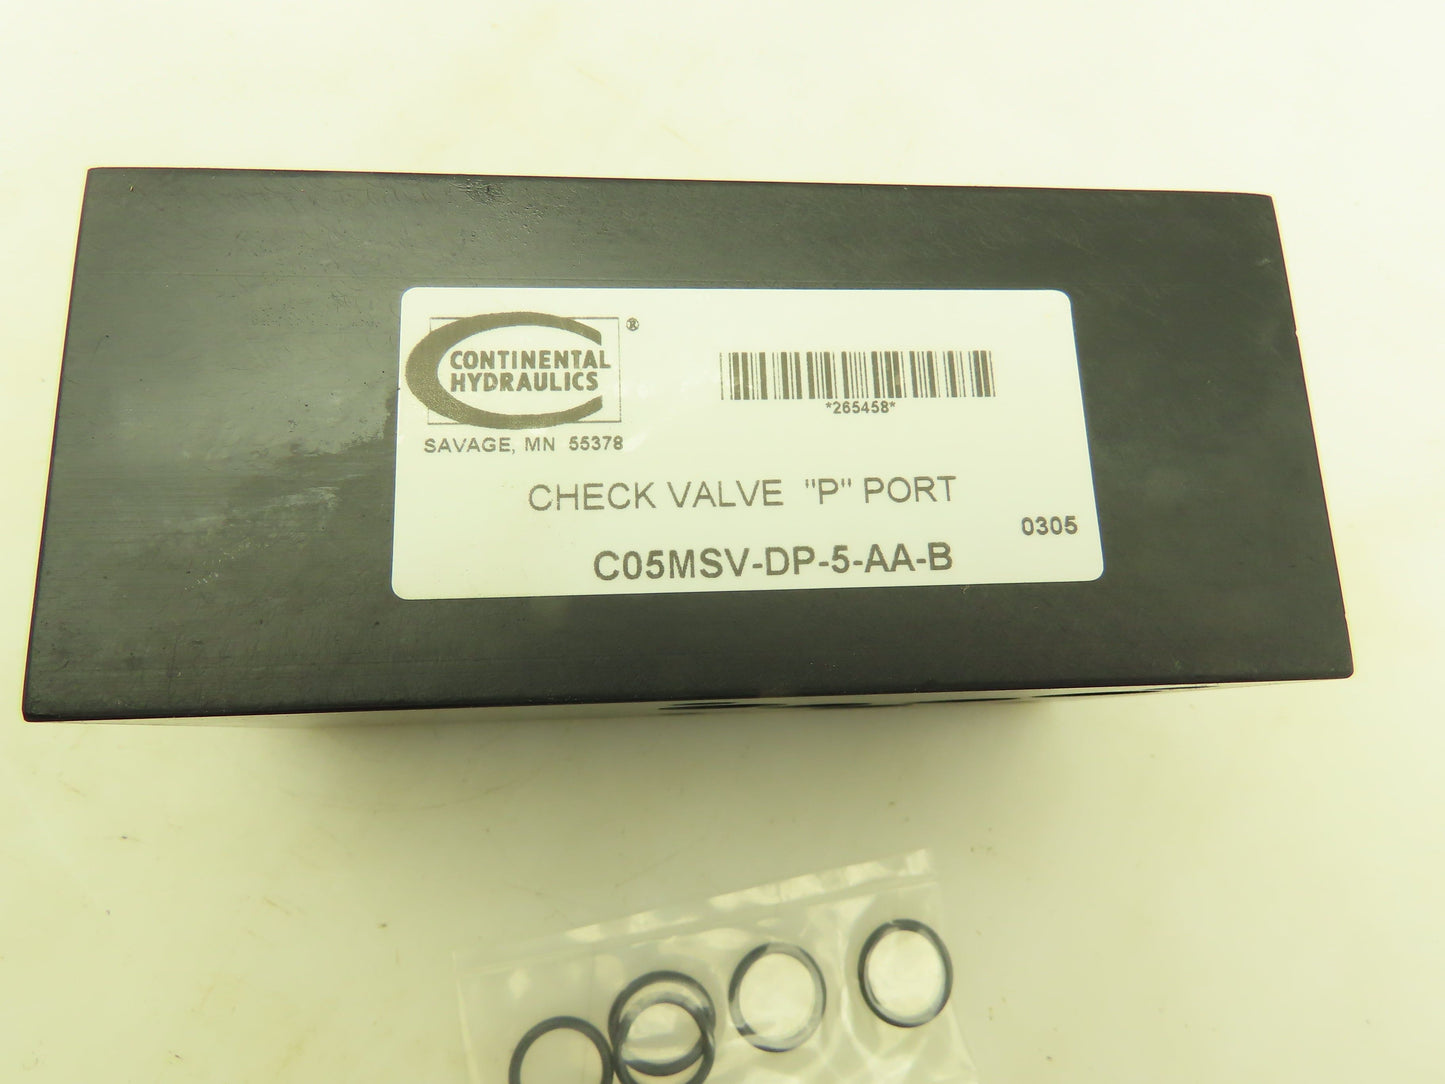 CONTINENTAL ®
HYDRAULICS
SAVAGE, MN 55378
*265458*
CHECK VALVE "P" PORT
0305
C05MSV-DP-5-AA-B